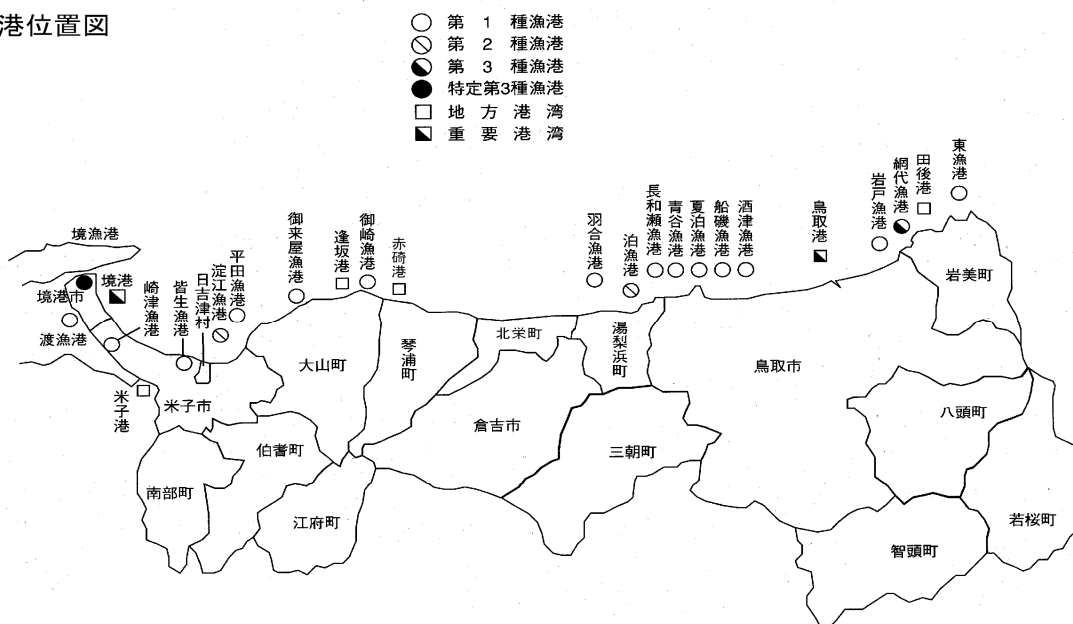 港位置図
第1種漁港
第2種漁港
第3種漁港
特定第3種漁港
地方港湾
重要港湾
境漁港
境港市
境港
渡漁港
崎津漁港
米子港
皆生漁港
日吉津村
淀江漁港
平田漁港
御来屋漁港
逢坂港
御崎漁港
赤碕港
羽合漁港
泊漁港
長和瀬漁港
青谷漁港
夏泊漁港
船磯漁港
酒津漁港
鳥取港
岩戸漁港
網代漁港
田後港
東漁港
岩美町
米子市
大山町
琴浦町
北栄町
湯梨浜町
鳥取市
八頭町
倉吉市
伯耆町
三朝町
南部町
江府町
若桜町
智頭町